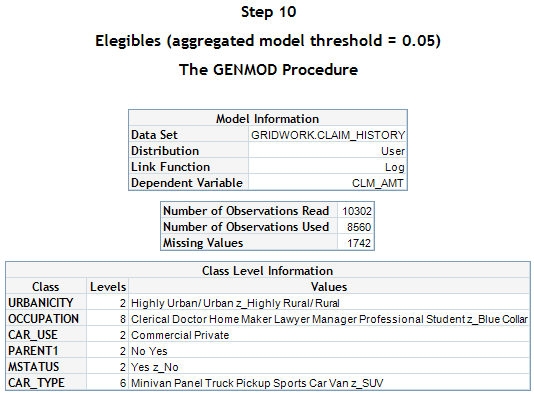 Step 10
Elegibles (aggregated model threshold = 0.05)
The GENMOD Procedure
Model Information
Data Set GRIDWORK.CLAIM_HISTORY
Distribution User
Link Function Log
Dependent Variable CLM_AMT
Number of Observations Read 10302
Number of Observations Used 8560
Missing Values 1742
Class Level Information
Class Levels Values
URBANICITY 2 Highly Urban/ Urban z_Highly Rural/ Rural
OCCUPATION 8 Clerical Doctor Home Maker Lawyer Manager Professional Student z_Blue Collar
CAR_USE 2 Commercial Private
PARENT1 2 No Yes
MSTATUS 2 Yes z_No
CAR_TYPE 6 Minivan Panel Truck Pickup Sports Car Van z_SUV